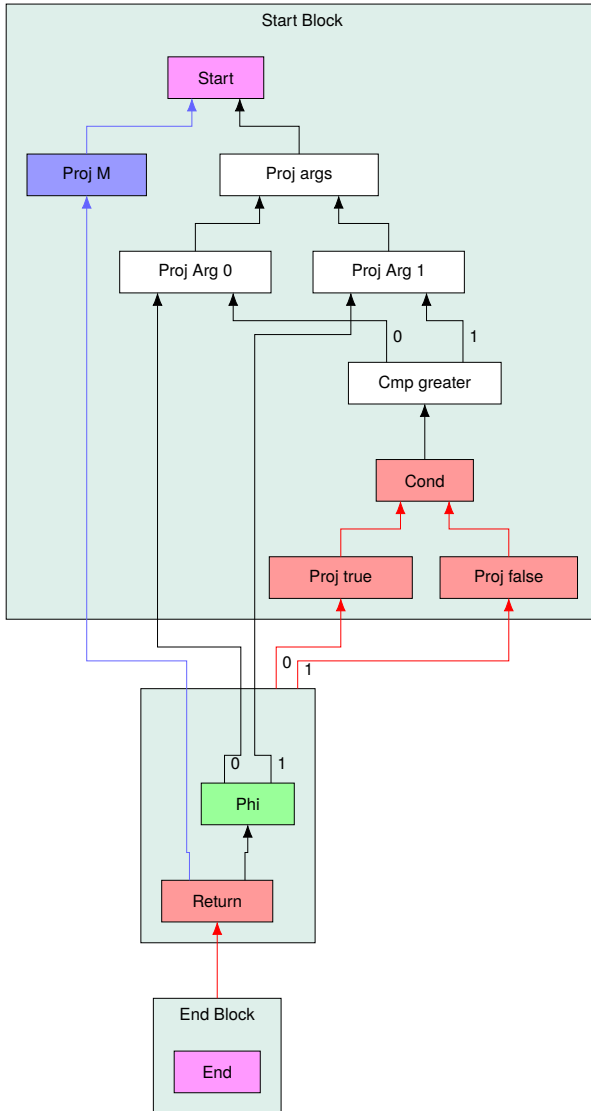 Start Block
Start
Proj M
Proj args
Proj Arg 0
Proj Arg 1
0
1
Cmp greater
Cond
Proj true
Proj false
0
1
0
1
Phi
Return
End Block
End